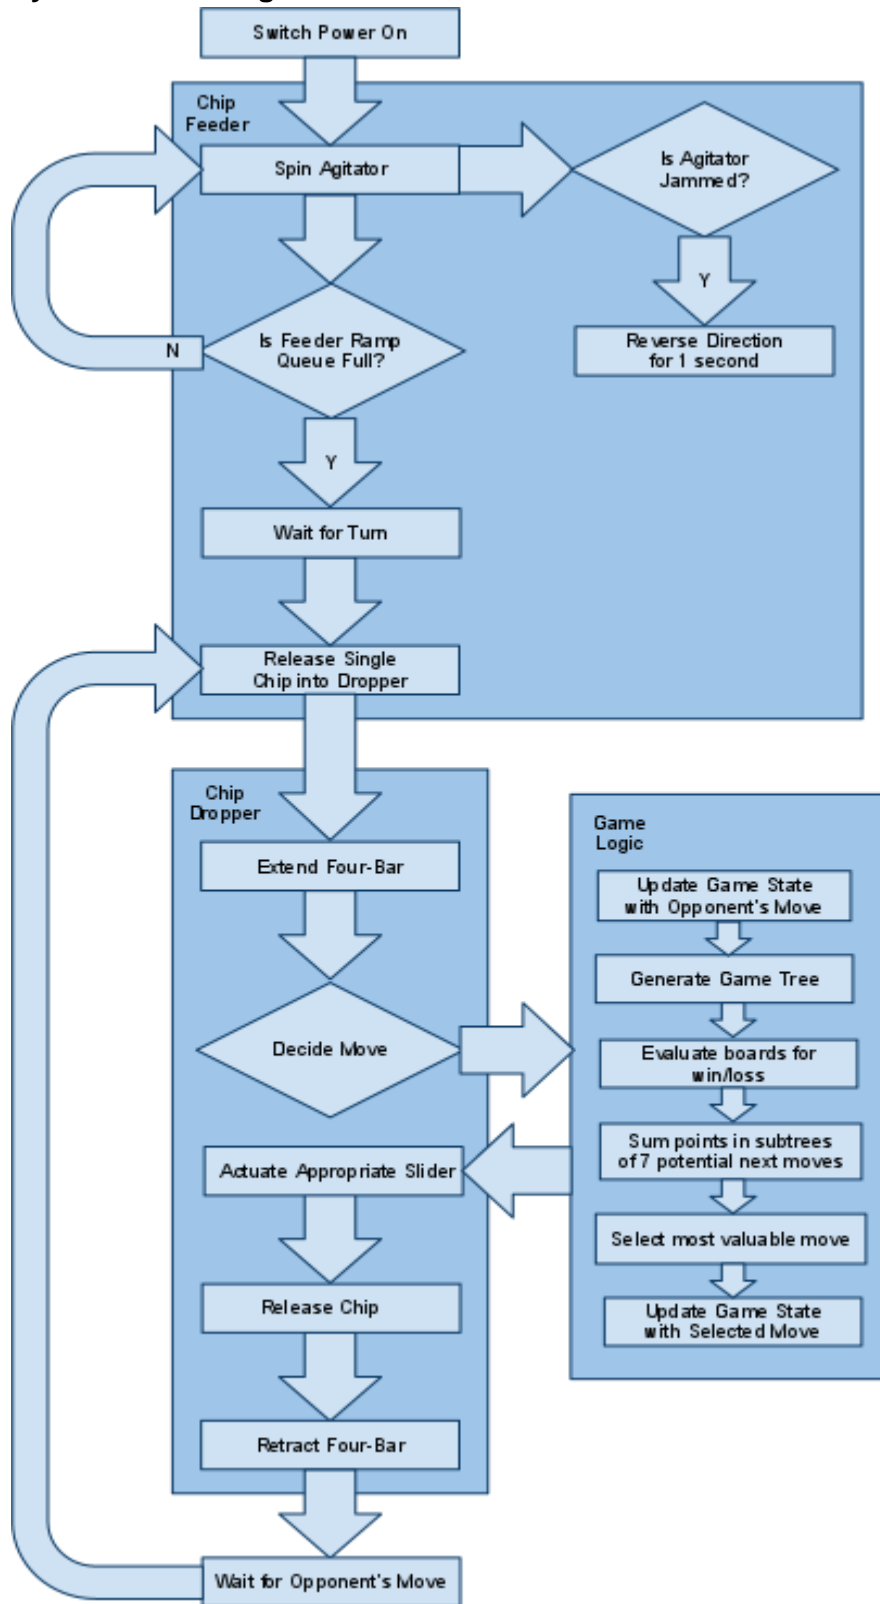 Switch Power On
Chip
Feeder
Spin Agitator
Is Agitator
Jammed?
Y
Reverse Direction
for 1 second
Is Feeder Ramp
Queue Full?
N
Y
Wait for Turn
Release Single
Chip into Dropper
Chip
Dropper
Extend Four-Bar
Decide Move
Actuate Appropriate Slider
Release Chip
Retract Four-Bar
Wait for Opponent's Move
Game
Logic
Update Game State
with Opponent's Move
Generate Game Tree
Evaluate boards for
win/loss
Sum points in subtrees
of 7 potential next moves
Select most valuable move
Update Game State
with Selected Move